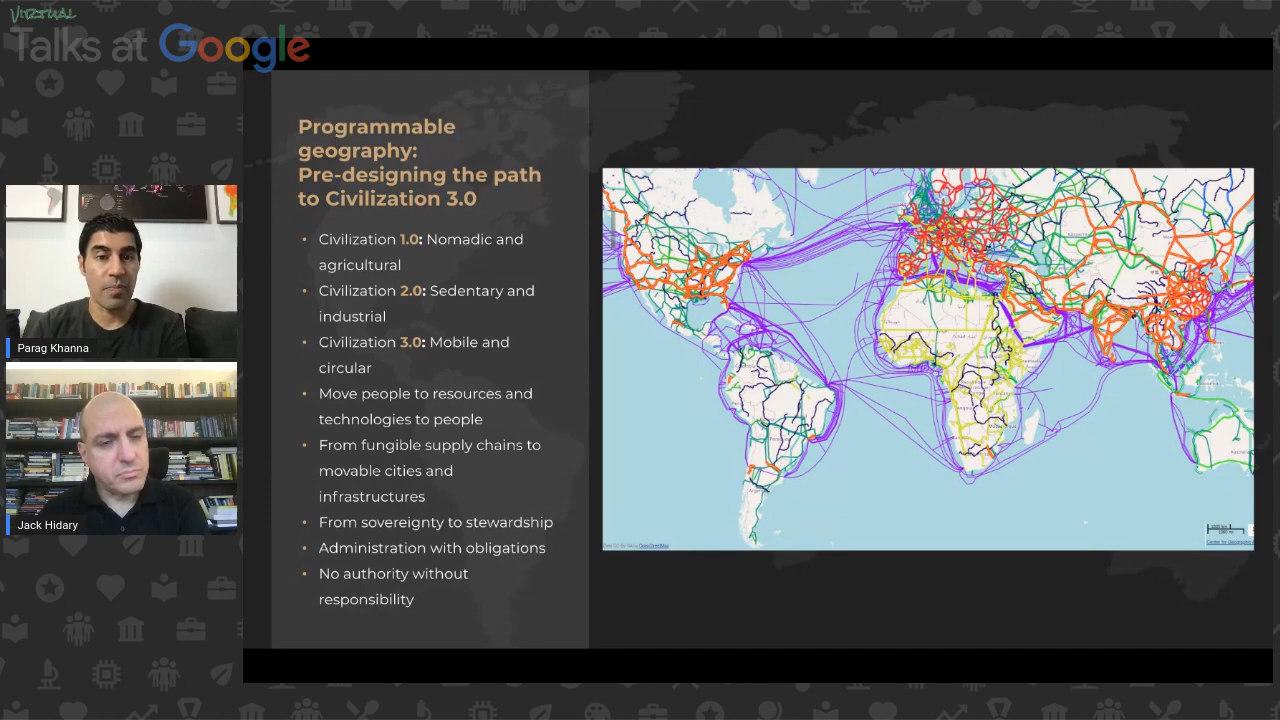 VIRTUAL
Talks at Google
Programmable
geography:
Pre-designing the path
to Civilization 3.0
• Civilization 1.0: Nomadic and
agricultural
• Civilization 2.0: Sedentary and
industrial
• Civilization 3.0: Mobile and
circular
• Move people to resources and
technologies to people
• From fungible supply chains to
movable cities and
infrastructures
• From sovereignty to stewardship
• Administration with obligations
• No authority without
responsibility
Parag Khanna
Jack Hidary